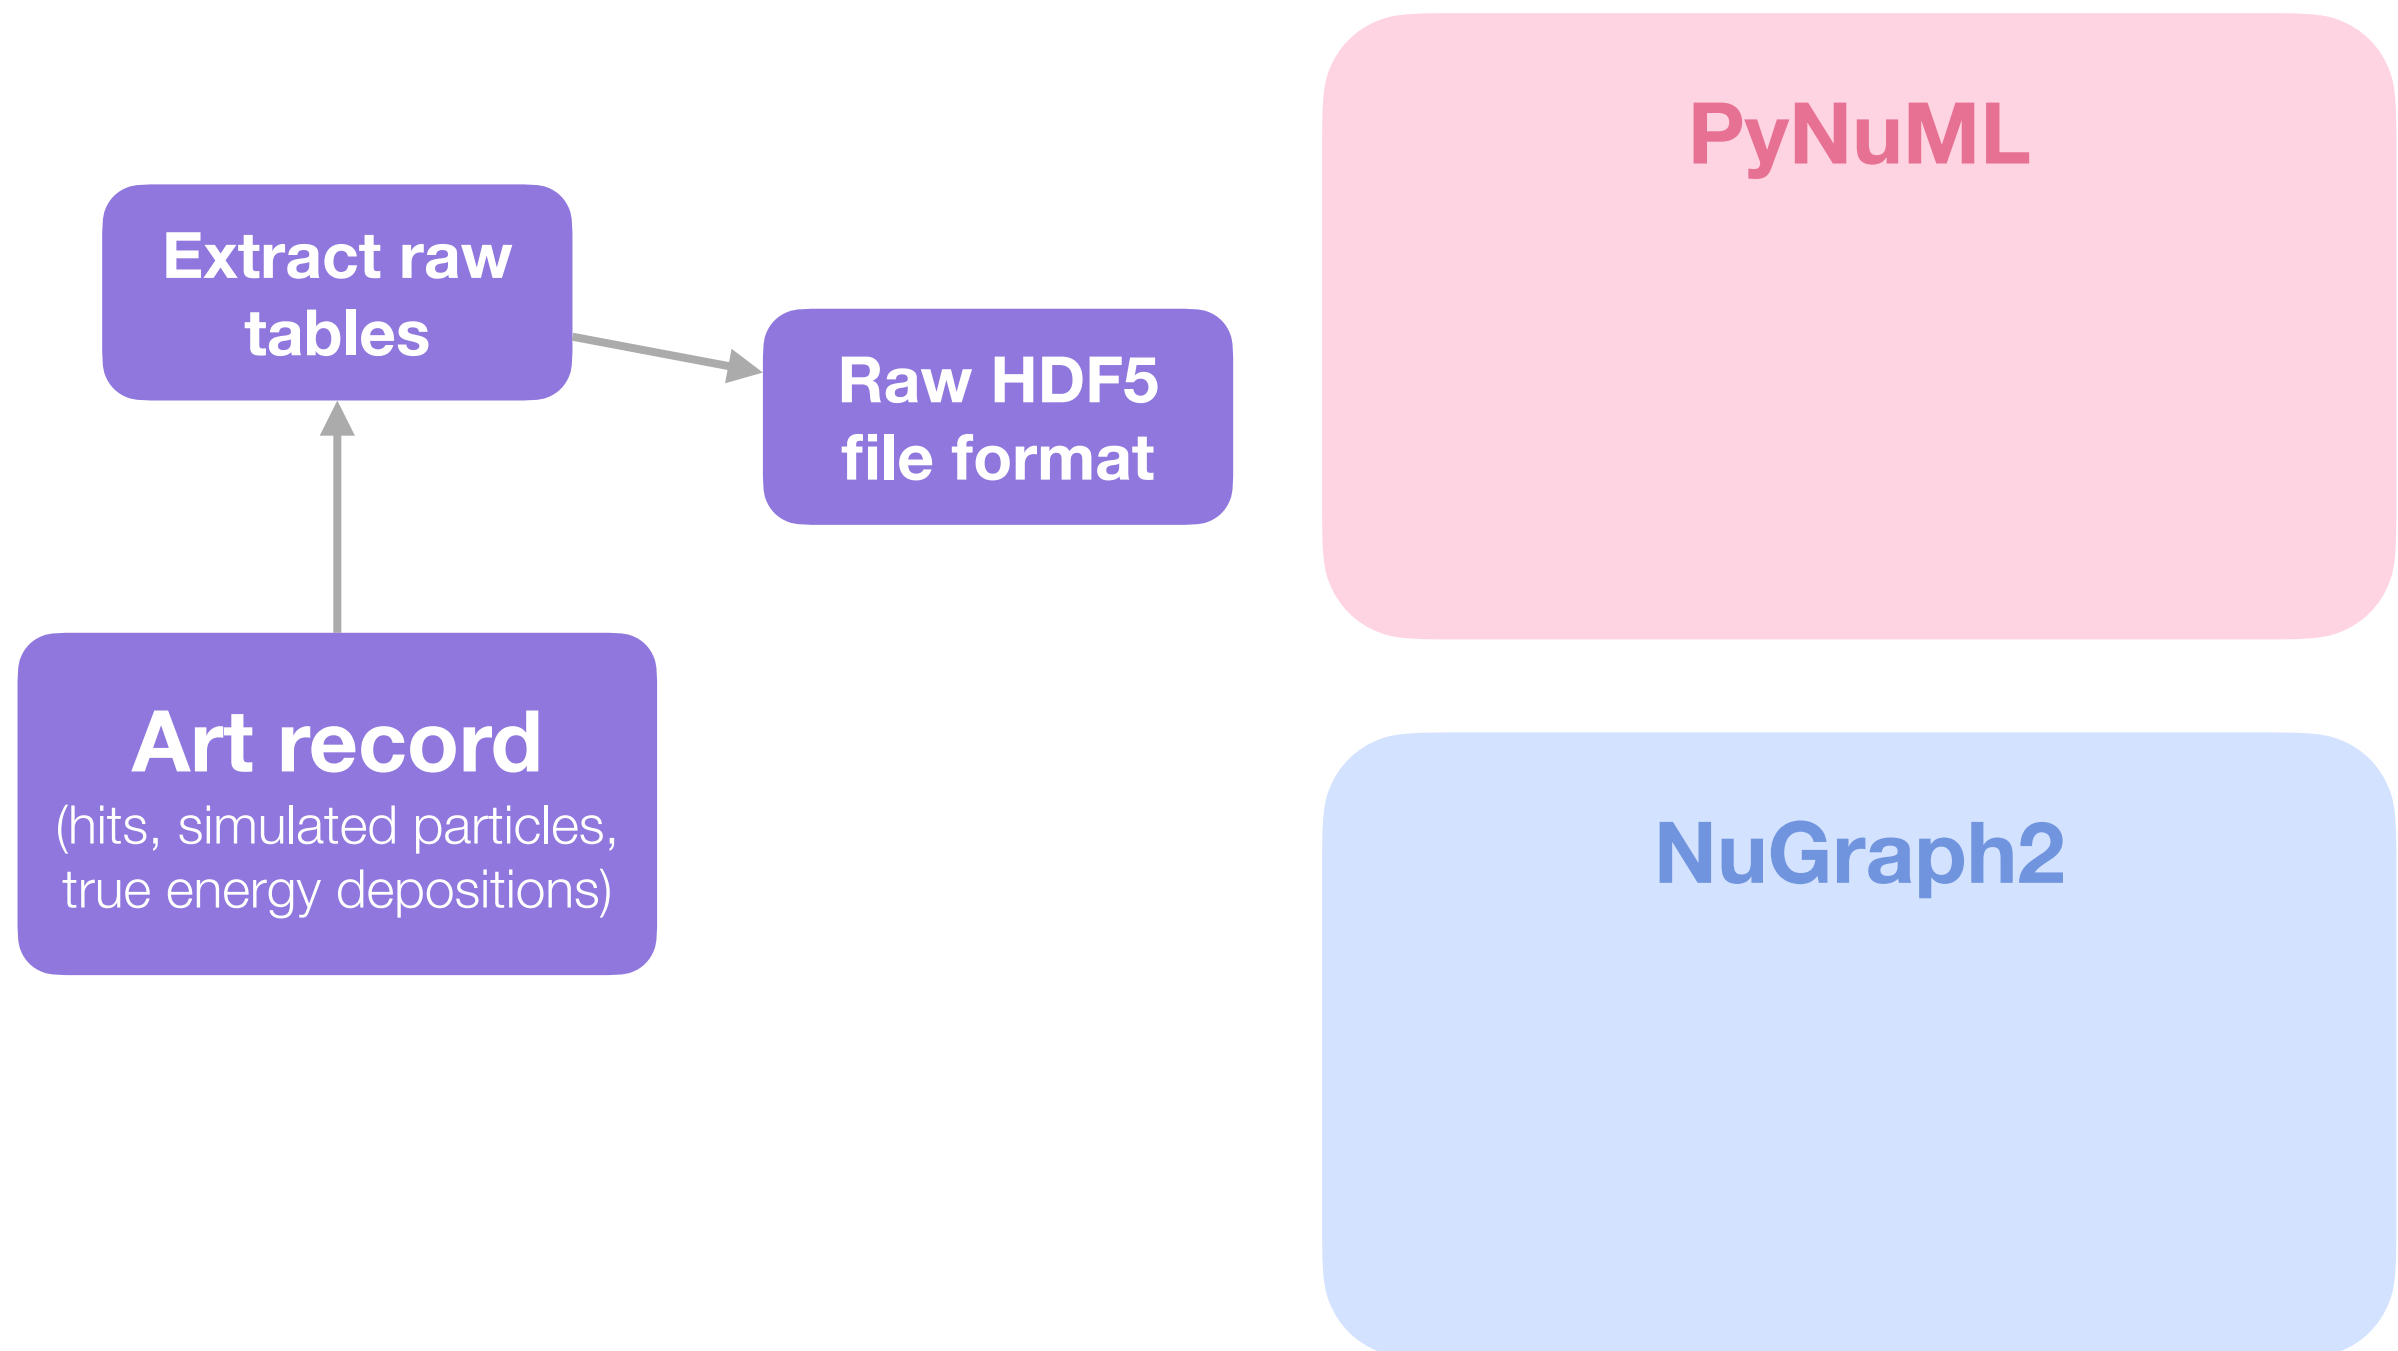 PyNuML
Extract raw
tables
Raw HDF5
file format
Art record
(hits, simulated particles,
true energy depositions)
NuGraph2